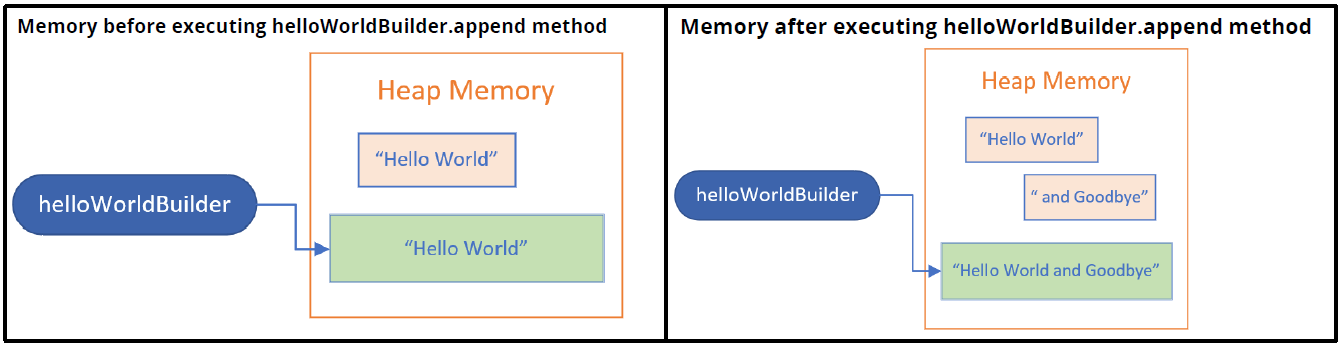 Memory before executing helloWorldBuilder.append method
Heap Memory
“Hello World”
helloWorldBuilder
“Hello World”
Memory after executing helloWorldBuilder.append method
Heap Memory
“Hello World”
“ and Goodbye”
helloWorldBuilder
“Hello World and Goodbye”